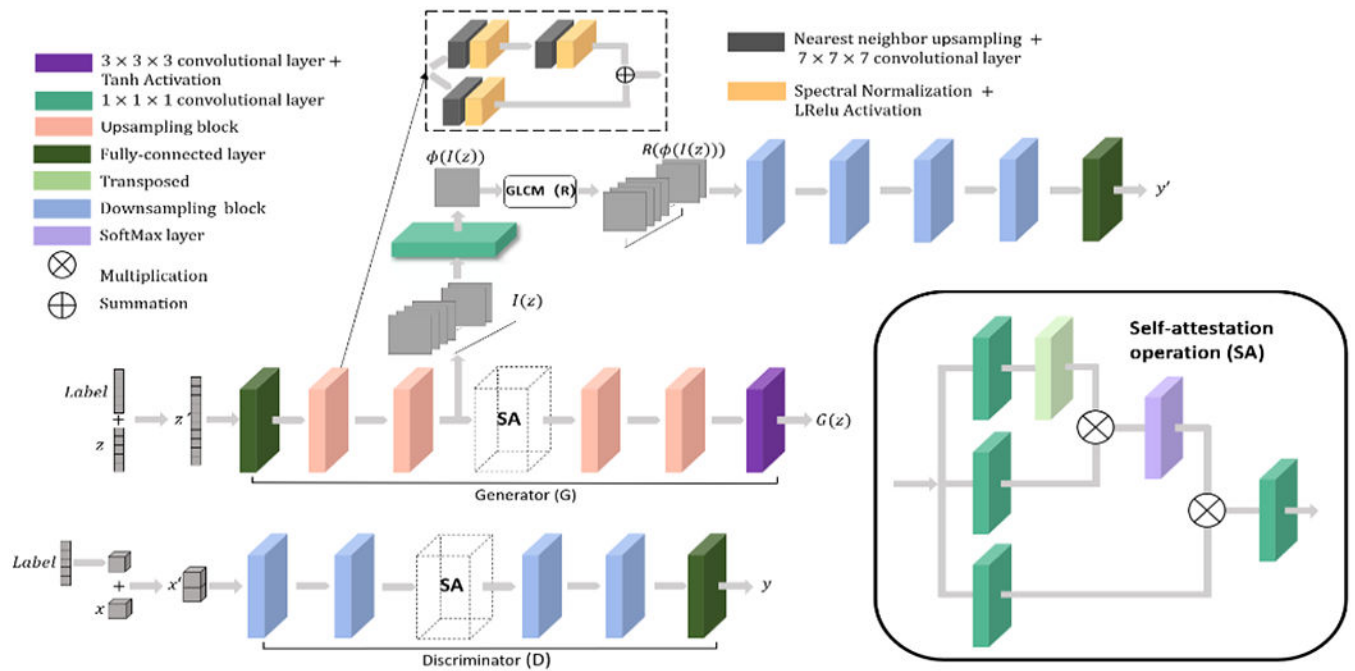 3 × 3 × 3 convolutional layer +
Tanh Activation
1 × 1 × 1 convolutional layer
Upsampling block
Fully-connected layer
Transposed
Downsampling block
SoftMax layer
Multiplication
Summation
Nearest neighbor upsampling +
7 × 7 × 7 convolutional layer
Spectral Normalization +
LRelu Activation
ϕ(I(z))
GLCM (R)
R(ϕ(I(z)))
y'
I(z)
Label
+
z
z'
SA
G(z)
Generator (G)
Label
+
x
x'
SA
y
Discriminator (D)
Self-attestation
operation (SA)